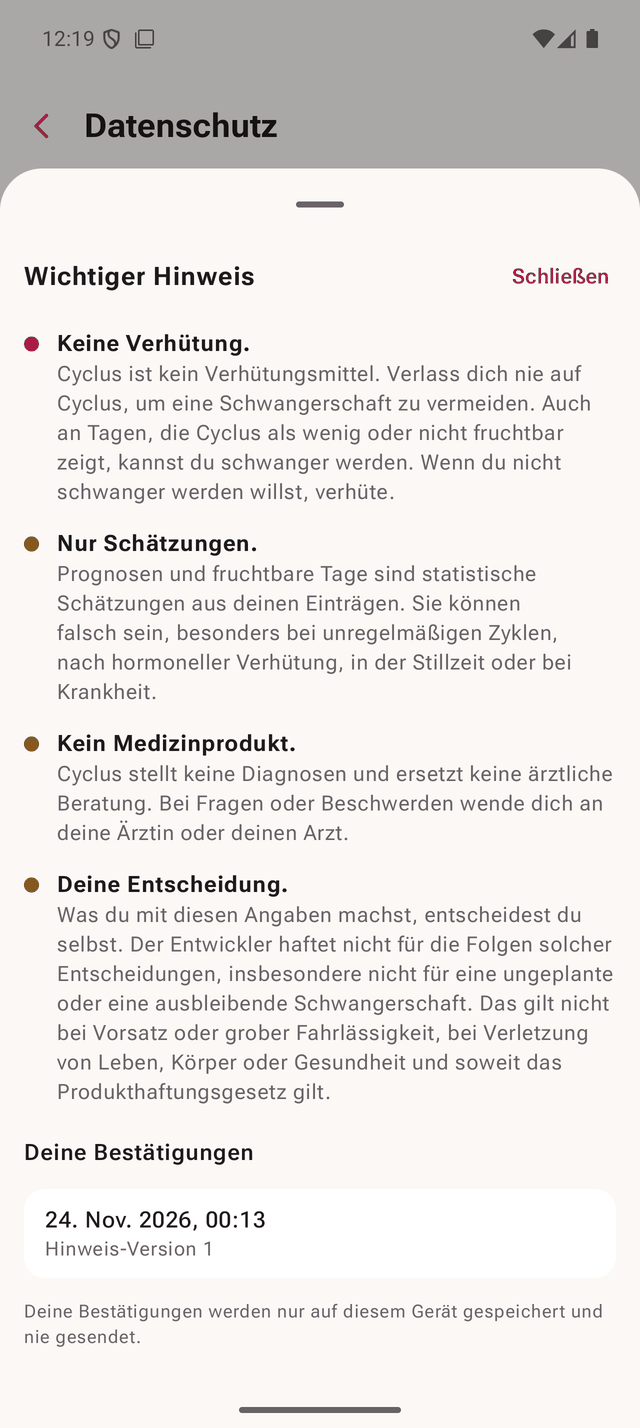 12:19
Datenschutz
Wichtiger Hinweis
Schließen
Keine Verhütung.
Cyclus ist kein Verhütungsmittel. Verlass dich nie auf
Cyclus, um eine Schwangerschaft zu vermeiden. Auch
an Tagen, die Cyclus als wenig oder nicht fruchtbar
zeigt, kannst du schwanger werden. Wenn du nicht
schwanger werden willst, verhüte.
Nur Schätzungen.
Prognosen und fruchtbare Tage sind statistische
Schätzungen aus deinen Einträgen. Sie können
falsch sein, besonders bei unregelmäßigen Zyklen,
nach hormoneller Verhütung, in der Stillzeit oder bei
Krankheit.
Kein Medizinprodukt.
Cyclus stellt keine Diagnosen und ersetzt keine ärztliche
Beratung. Bei Fragen oder Beschwerden wende dich an
deine Ärztin oder deinen Arzt.
Deine Entscheidung.
Was du mit diesen Angaben machst, entscheidest du
selbst. Der Entwickler haftet nicht für die Folgen solcher
Entscheidungen, insbesondere nicht für eine ungeplante
oder eine ausbleibende Schwangerschaft. Das gilt nicht
bei Vorsatz oder grober Fahrlässigkeit, bei Verletzung
von Leben, Körper oder Gesundheit und soweit das
Produkthaftungsgesetz gilt.
Deine Bestätigungen
24. Nov. 2026, 00:13
Hinweis-Version 1
Deine Bestätigungen werden nur auf diesem Gerät gespeichert und
nie gesendet.